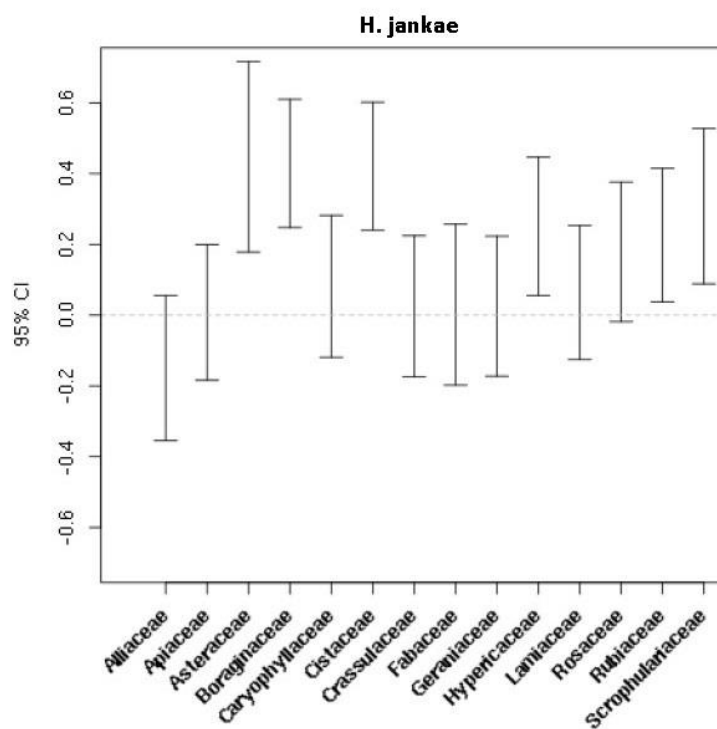 H. jankae
95% CI
0.6
0.4
0.2
0.0
-0.2
-0.4
-0.6
Alliaceae
Apiaceae
Asteraceae
Boraginaceae
Caryophyllaceae
Cistaceae
Crassulaceae
Fabaceae
Geraniaceae
Hypericaceae
Lamiaceae
Rosaceae
Rubiaceae
Scrophulariaceae